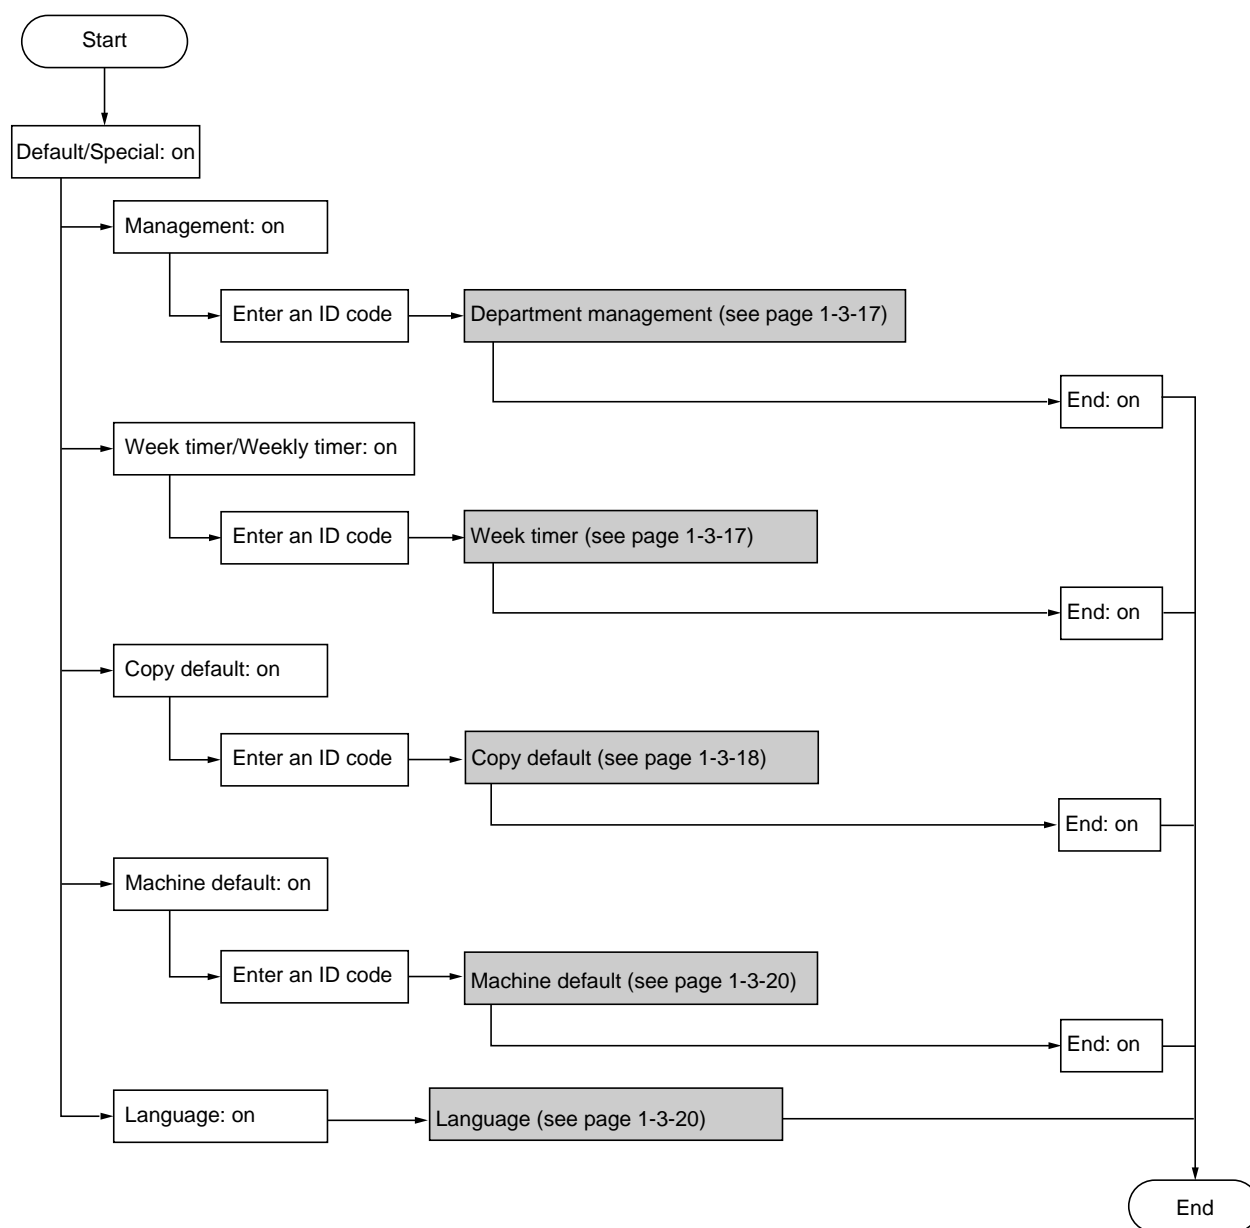 Start
Default/Special: on
Management: on
Enter an ID code
Department management (see page 1-3-17)
End: on
Week timer/Weekly timer: on
Enter an ID code
Week timer (see page 1-3-17)
End: on
Copy default: on
Enter an ID code
Copy default (see page 1-3-18)
End: on
Machine default: on
Enter an ID code
Machine default (see page 1-3-20)
End: on
Language: on
Language (see page 1-3-20)
End